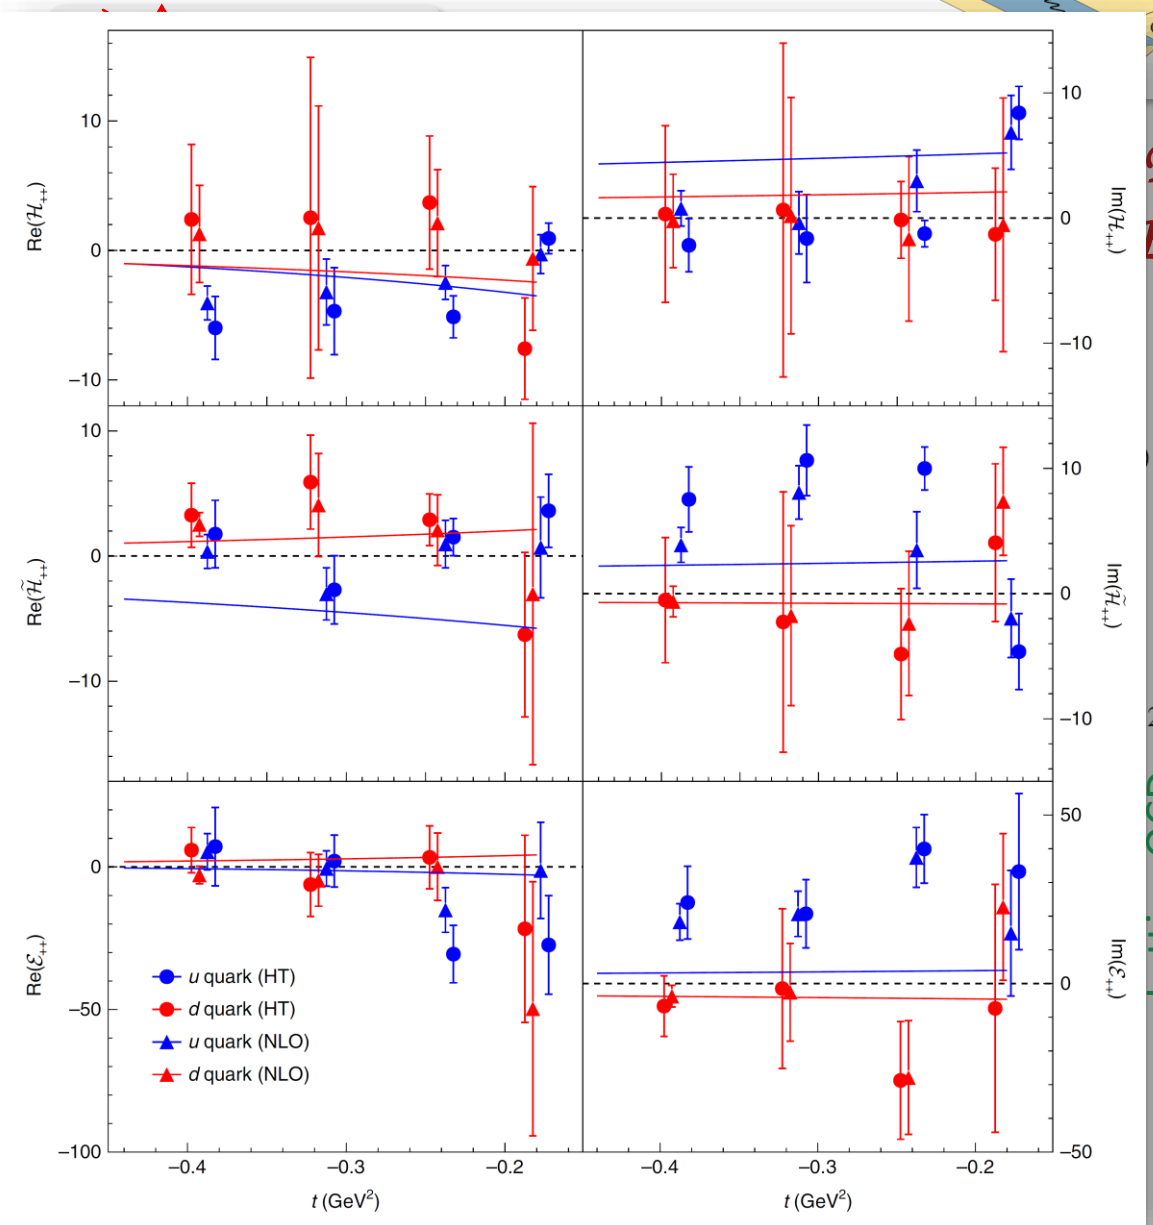 Re(ℋ₊₊)
10
0
−10
Im(ℋ₊₊)
10
0
−10
Re(ℋ̃₊₊)
10
0
−10
Im(ℋ̃₊₊)
10
0
−10
Re(ℰ₊₊)
0
−50
−100
Im(ℰ₊₊)
50
0
−50
u quark (HT)
d quark (HT)
u quark (NLO)
d quark (NLO)
−0.4
−0.3
−0.2
−0.4
−0.3
−0.2
t (GeV²)
t (GeV²)